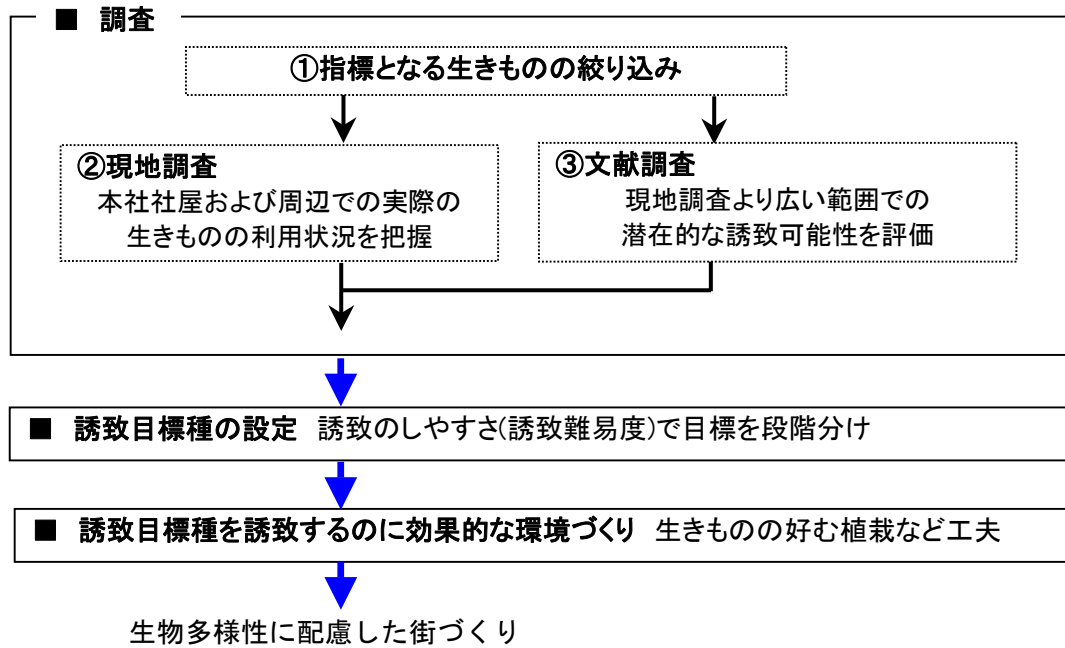 ■ 調査
①指標となる生きものの絞り込み
②現地調査
本社社屋および周辺での実際の
生きものの利用状況を把握
③文献調査
現地調査より広い範囲での
潜在的な誘致可能性を評価
■ 誘致目標種の設定 誘致のしやすさ(誘致難易度)で目標を段階分け
■ 誘致目標種を誘致するのに効果的な環境づくり 生きものの好む植栽など工夫
生物多様性に配慮した街づくり